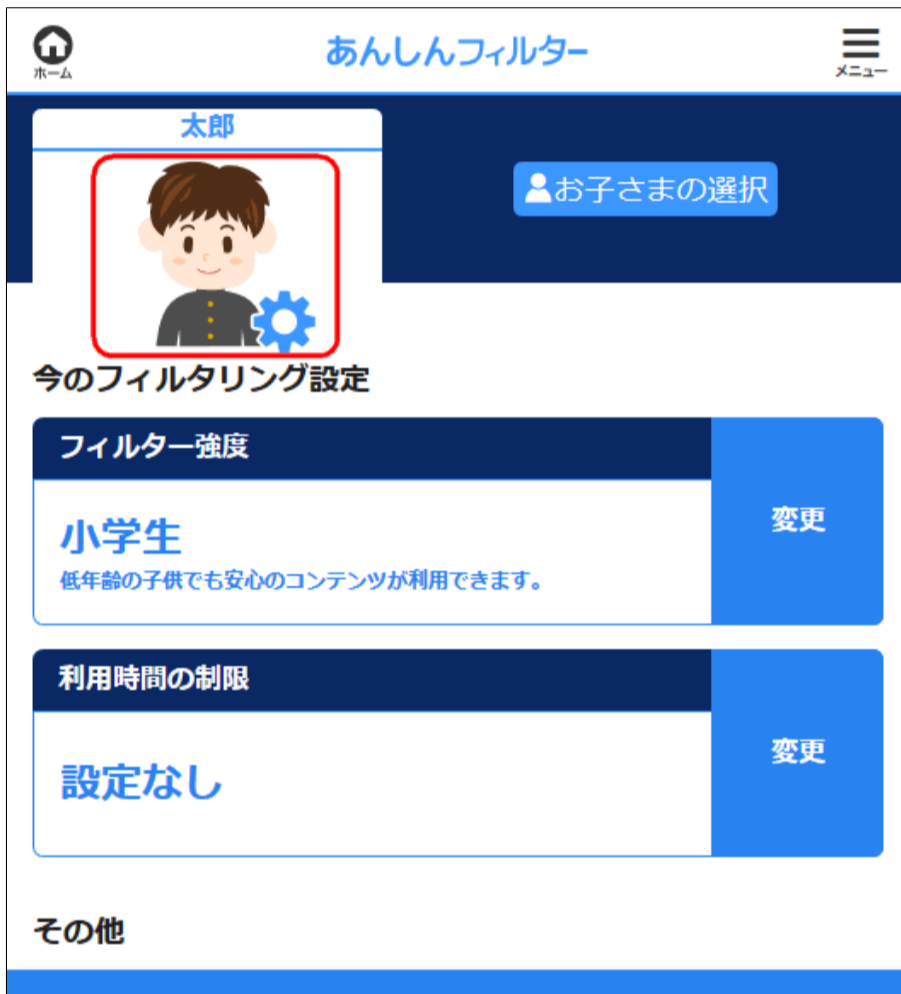 あんしんフィルター
ホーム
メニュー
太郎
お子さまの選択
今のフィルタリング設定
フィルター強度
小学生
低年齢の子供でも安心のコンテンツが利用できます。
変更
利用時間の制限
設定なし
変更
その他